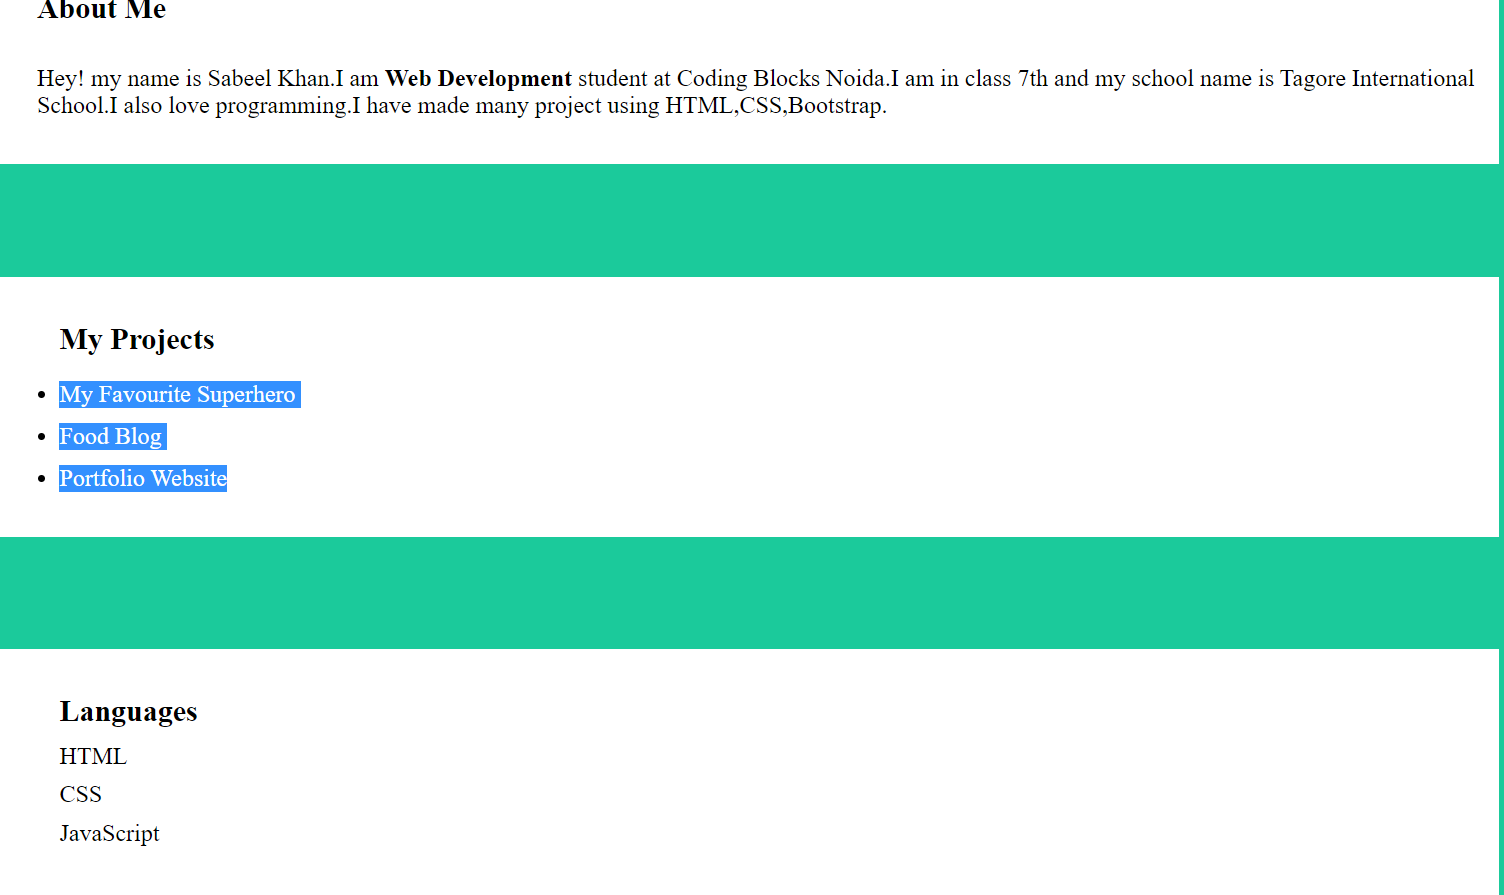 About Me
Hey! my name is Sabeel Khan.I am Web Development student at Coding Blocks Noida.I am in class 7th and my school name is Tagore International
School.I also love programming.I have made many project using HTML,CSS,Bootstrap.
My Projects
My Favourite Superhero
Food Blog
Portfolio Website
Languages
HTML
CSS
JavaScript